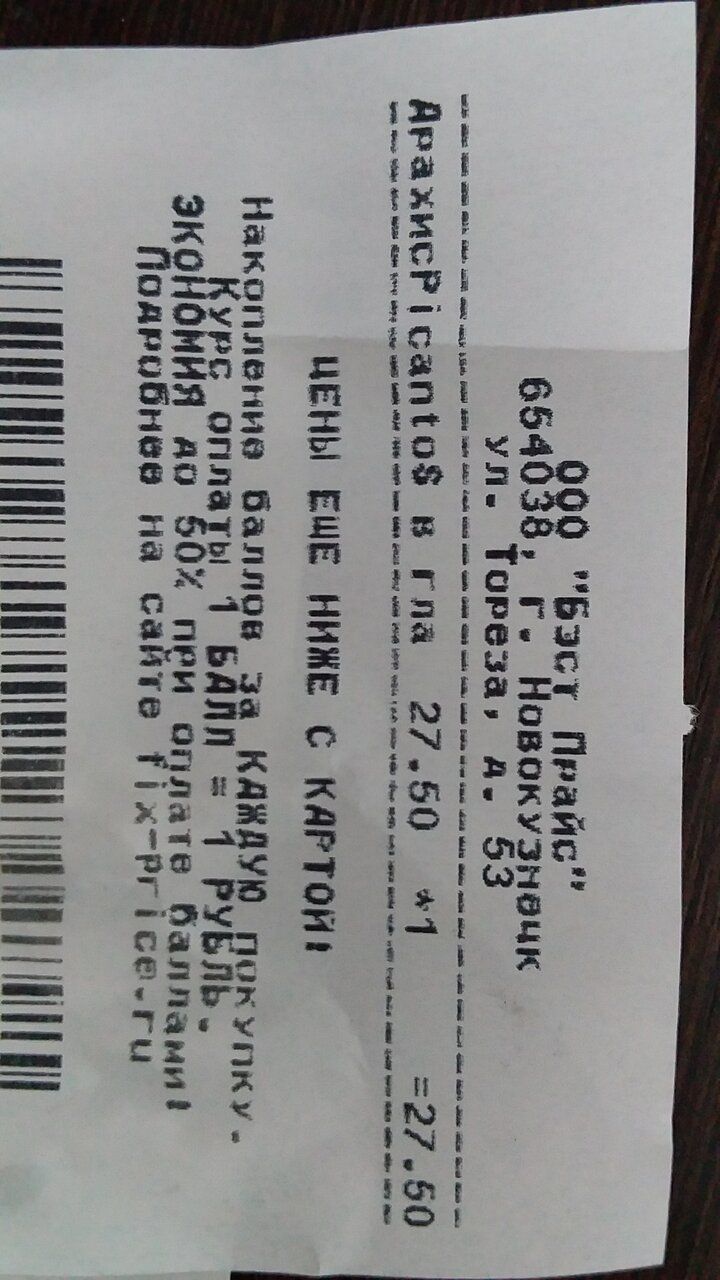 ООО "Бэст Прайс"
654038, г. Новокузнецк
ул. Тореза, д. 53
АрахисPicantoS в гла 27.50 *1 =27.50
ЦЕНЫ ЕЩЕ НИЖЕ С КАРТОЙ!
Накопление баллов за КАЖДУЮ покупку.
Курс оплаты 1 БАЛЛ = 1 РУБЛЬ.
ЭКОНОМИЯ до 50% при оплате баллами!
Подробнее на сайте fix-price.ru